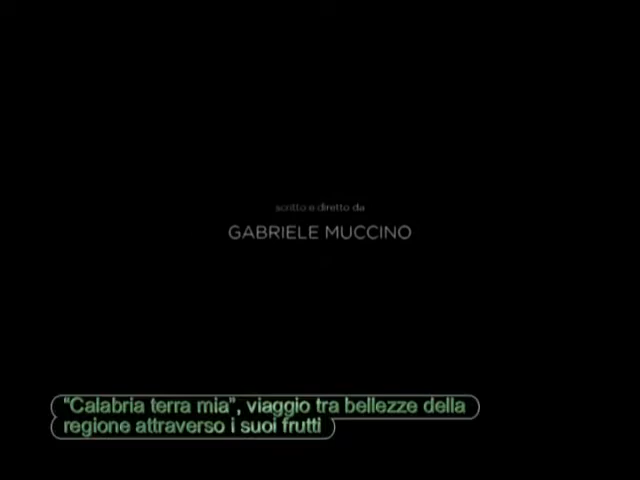 scritto e diretto da
GABRIELE MUCCINO
"Calabria terra mia", viaggio tra bellezze della
regione attraverso i suoi frutti